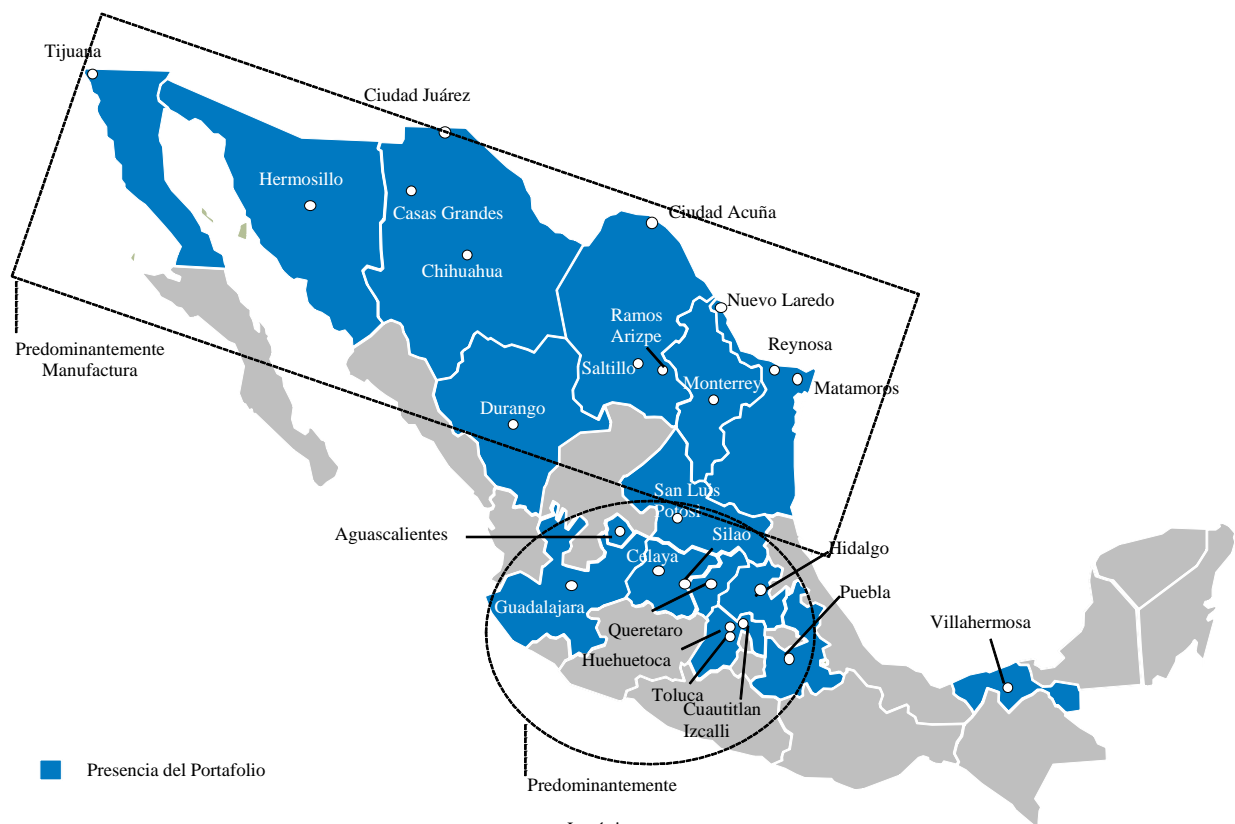 Tijuana
Ciudad Juárez
Hermosillo
Casas Grandes
Ciudad Acuña
Chihuahua
Nuevo Laredo
Ramos
Arizpe
Reynosa
Predominantemente
Manufactura
Saltillo
Monterrey
Matamoros
Durango
San Luis
Potosí
Aguascalientes
Silao
Hidalgo
Celaya
Puebla
Guadalajara
Villahermosa
Queretaro
Huehuetoca
Toluca
Cuautitlan
Izcalli
Presencia del Portafolio
Predominantemente